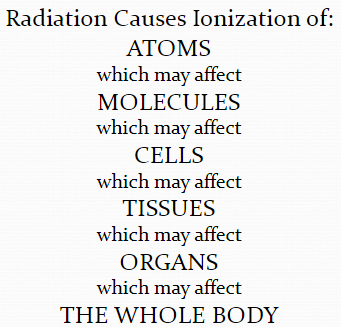 Radiation Causes Ionization of:
ATOMS
which may affect
MOLECULES
which may affect
CELLS
which may affect
TISSUES
which may affect
ORGANS
which may affect
THE WHOLE BODY